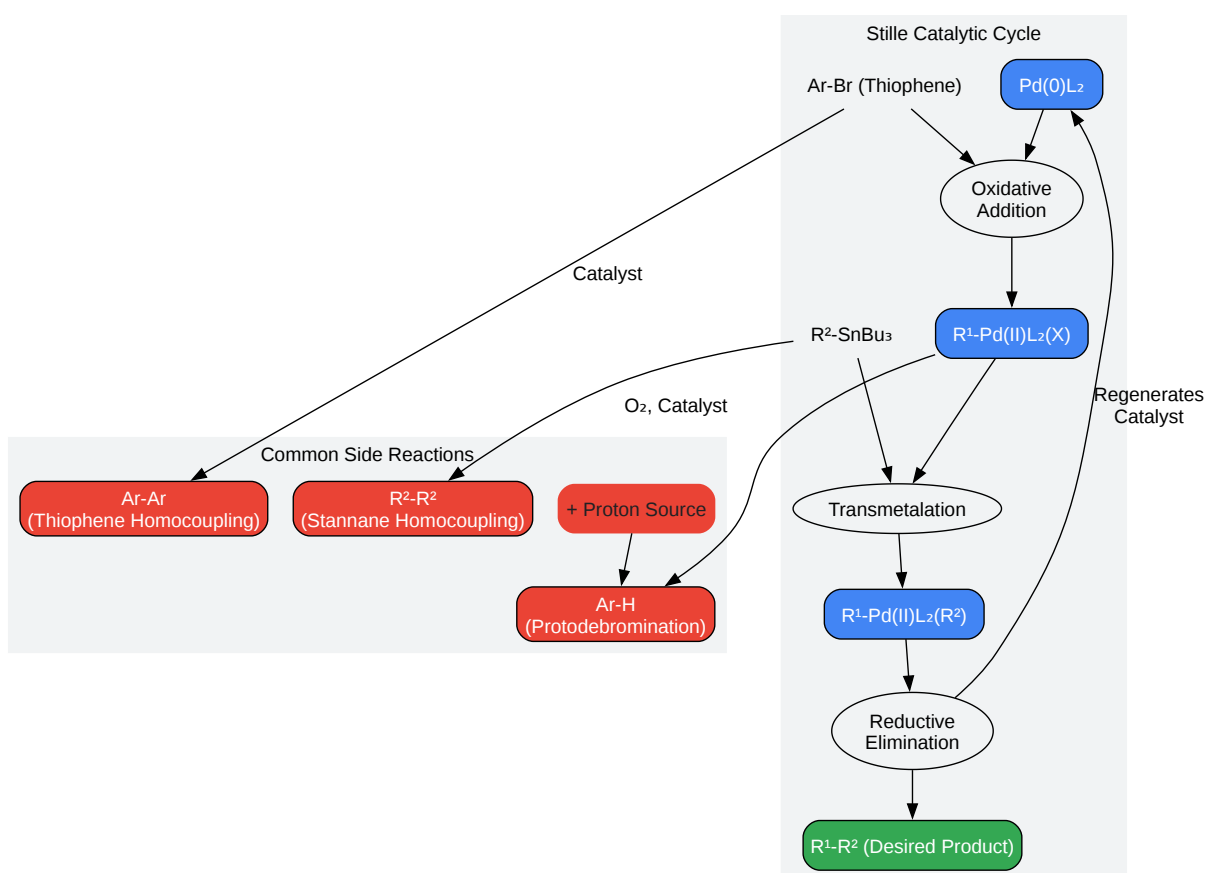 Stille Catalytic Cycle
Ar-Br (Thiophene)
Pd(0)L₂
Oxidative
Addition
Catalyst
R²-SnBu₃
R¹-Pd(II)L₂(X)
Regenerates
Catalyst
O₂, Catalyst
Common Side Reactions
Ar-Ar
(Thiophene Homocoupling)
R²-R²
(Stannane Homocoupling)
+ Proton Source
Transmetalation
Ar-H
(Protodebromination)
R¹-Pd(II)L₂(R²)
Reductive
Elimination
R¹-R² (Desired Product)